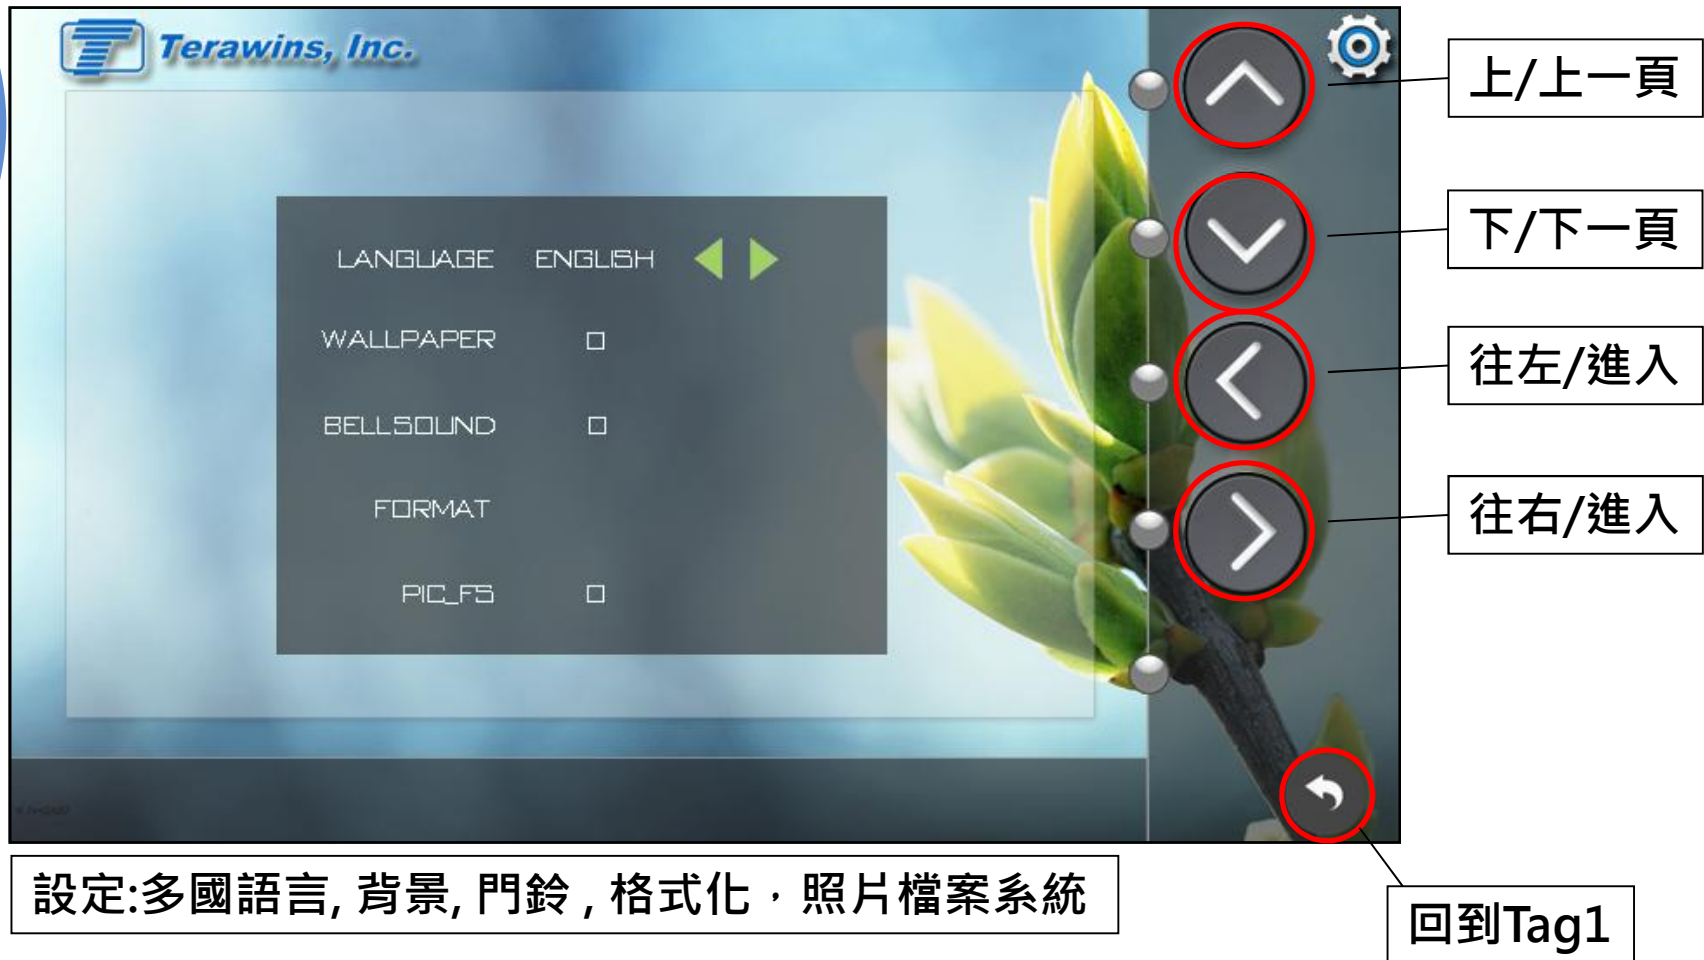 Terawins, Inc.
上/上一頁
下/下一頁
LANGUAGE ENGLISH
WALLPAPER
往左/進入
BELLSOUND
FORMAT
往右/進入
PIC_FS
設定:多國語言, 背景, 門鈴 , 格式化，照片檔案系統
回到Tag1